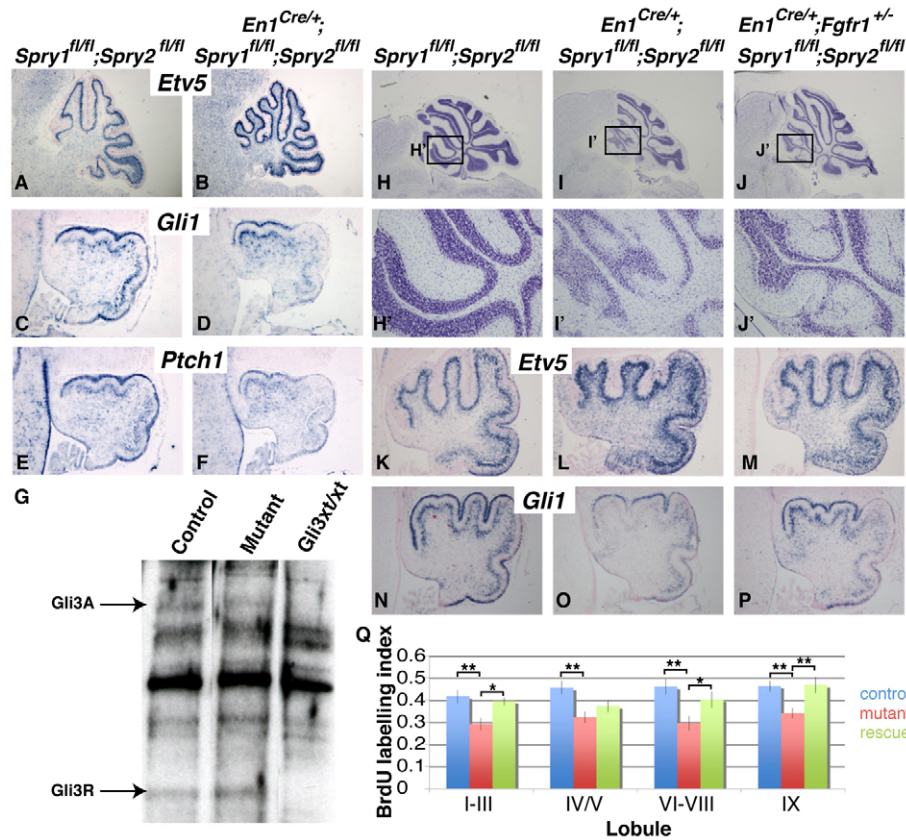 En1Cre/+;
En1Cre/+;
En1Cre/+;Fgfr1+/-
Spry1fl/fl;Spry2fl/fl
Spry1fl/fl;Spry2fl/fl
Spry1fl/fl;Spry2fl/fl
Spry1fl/fl;Spry2fl/fl
Spry1fl/fl;Spry2fl/fl
Etv5
A
B
H'
H
I'
I
J'
J
Gli1
C
D
H'
I'
J'
Ptch1
E
F
Etv5
K
L
M
G
Control
Mutant
Gli3xt/xt
Gli3A
Gli3R
Gli1
N
O
P
Q
BrdU labelling index
0.6
0.5
0.4
0.3
0.2
0.1
0
**
*
**
**
*
**
**
control
mutant
rescue
I-III
IV/V
VI-VIII
IX
Lobule